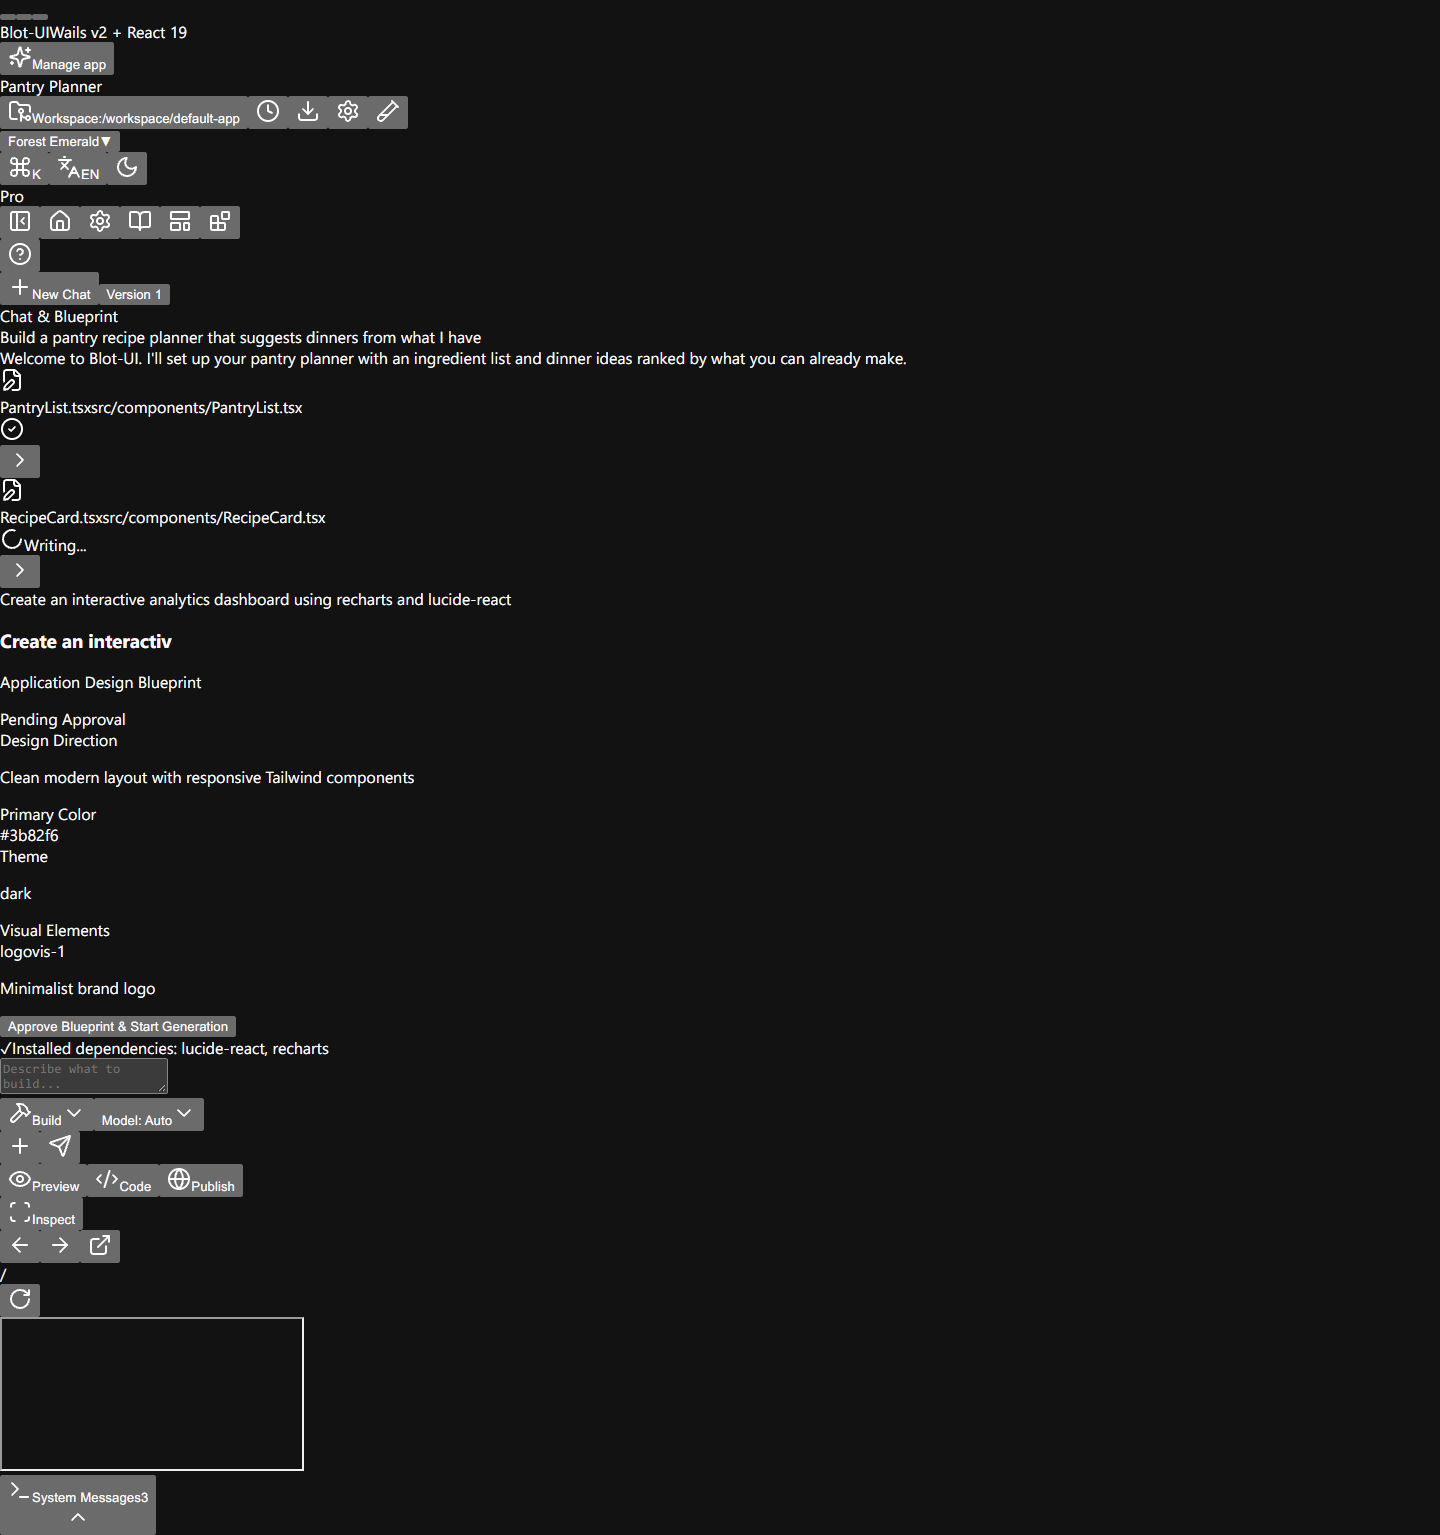 Blot-UIWails v2 + React 19
Manage app
Pantry Planner
Workspace:/workspace/default-app
Forest Emerald▼
K EN
Pro
New Chat Version 1
Chat & Blueprint
Build a pantry recipe planner that suggests dinners from what I have
Welcome to Blot-UI. I'll set up your pantry planner with an ingredient list and dinner ideas ranked by what you can already make.
PantryList.tsxsrc/components/PantryList.tsx
RecipeCard.tsxsrc/components/RecipeCard.tsx
Writing...
Create an interactive analytics dashboard using recharts and lucide-react
Create an interactiv
Application Design Blueprint
Pending Approval
Design Direction
Clean modern layout with responsive Tailwind components
Primary Color
#3b82f6
Theme
dark
Visual Elements
logovis-1
Minimalist brand logo
Approve Blueprint & Start Generation
✓Installed dependencies: lucide-react, recharts
Describe what to
build...
Build Model: Auto
Preview Code Publish
Inspect
/
System Messages3